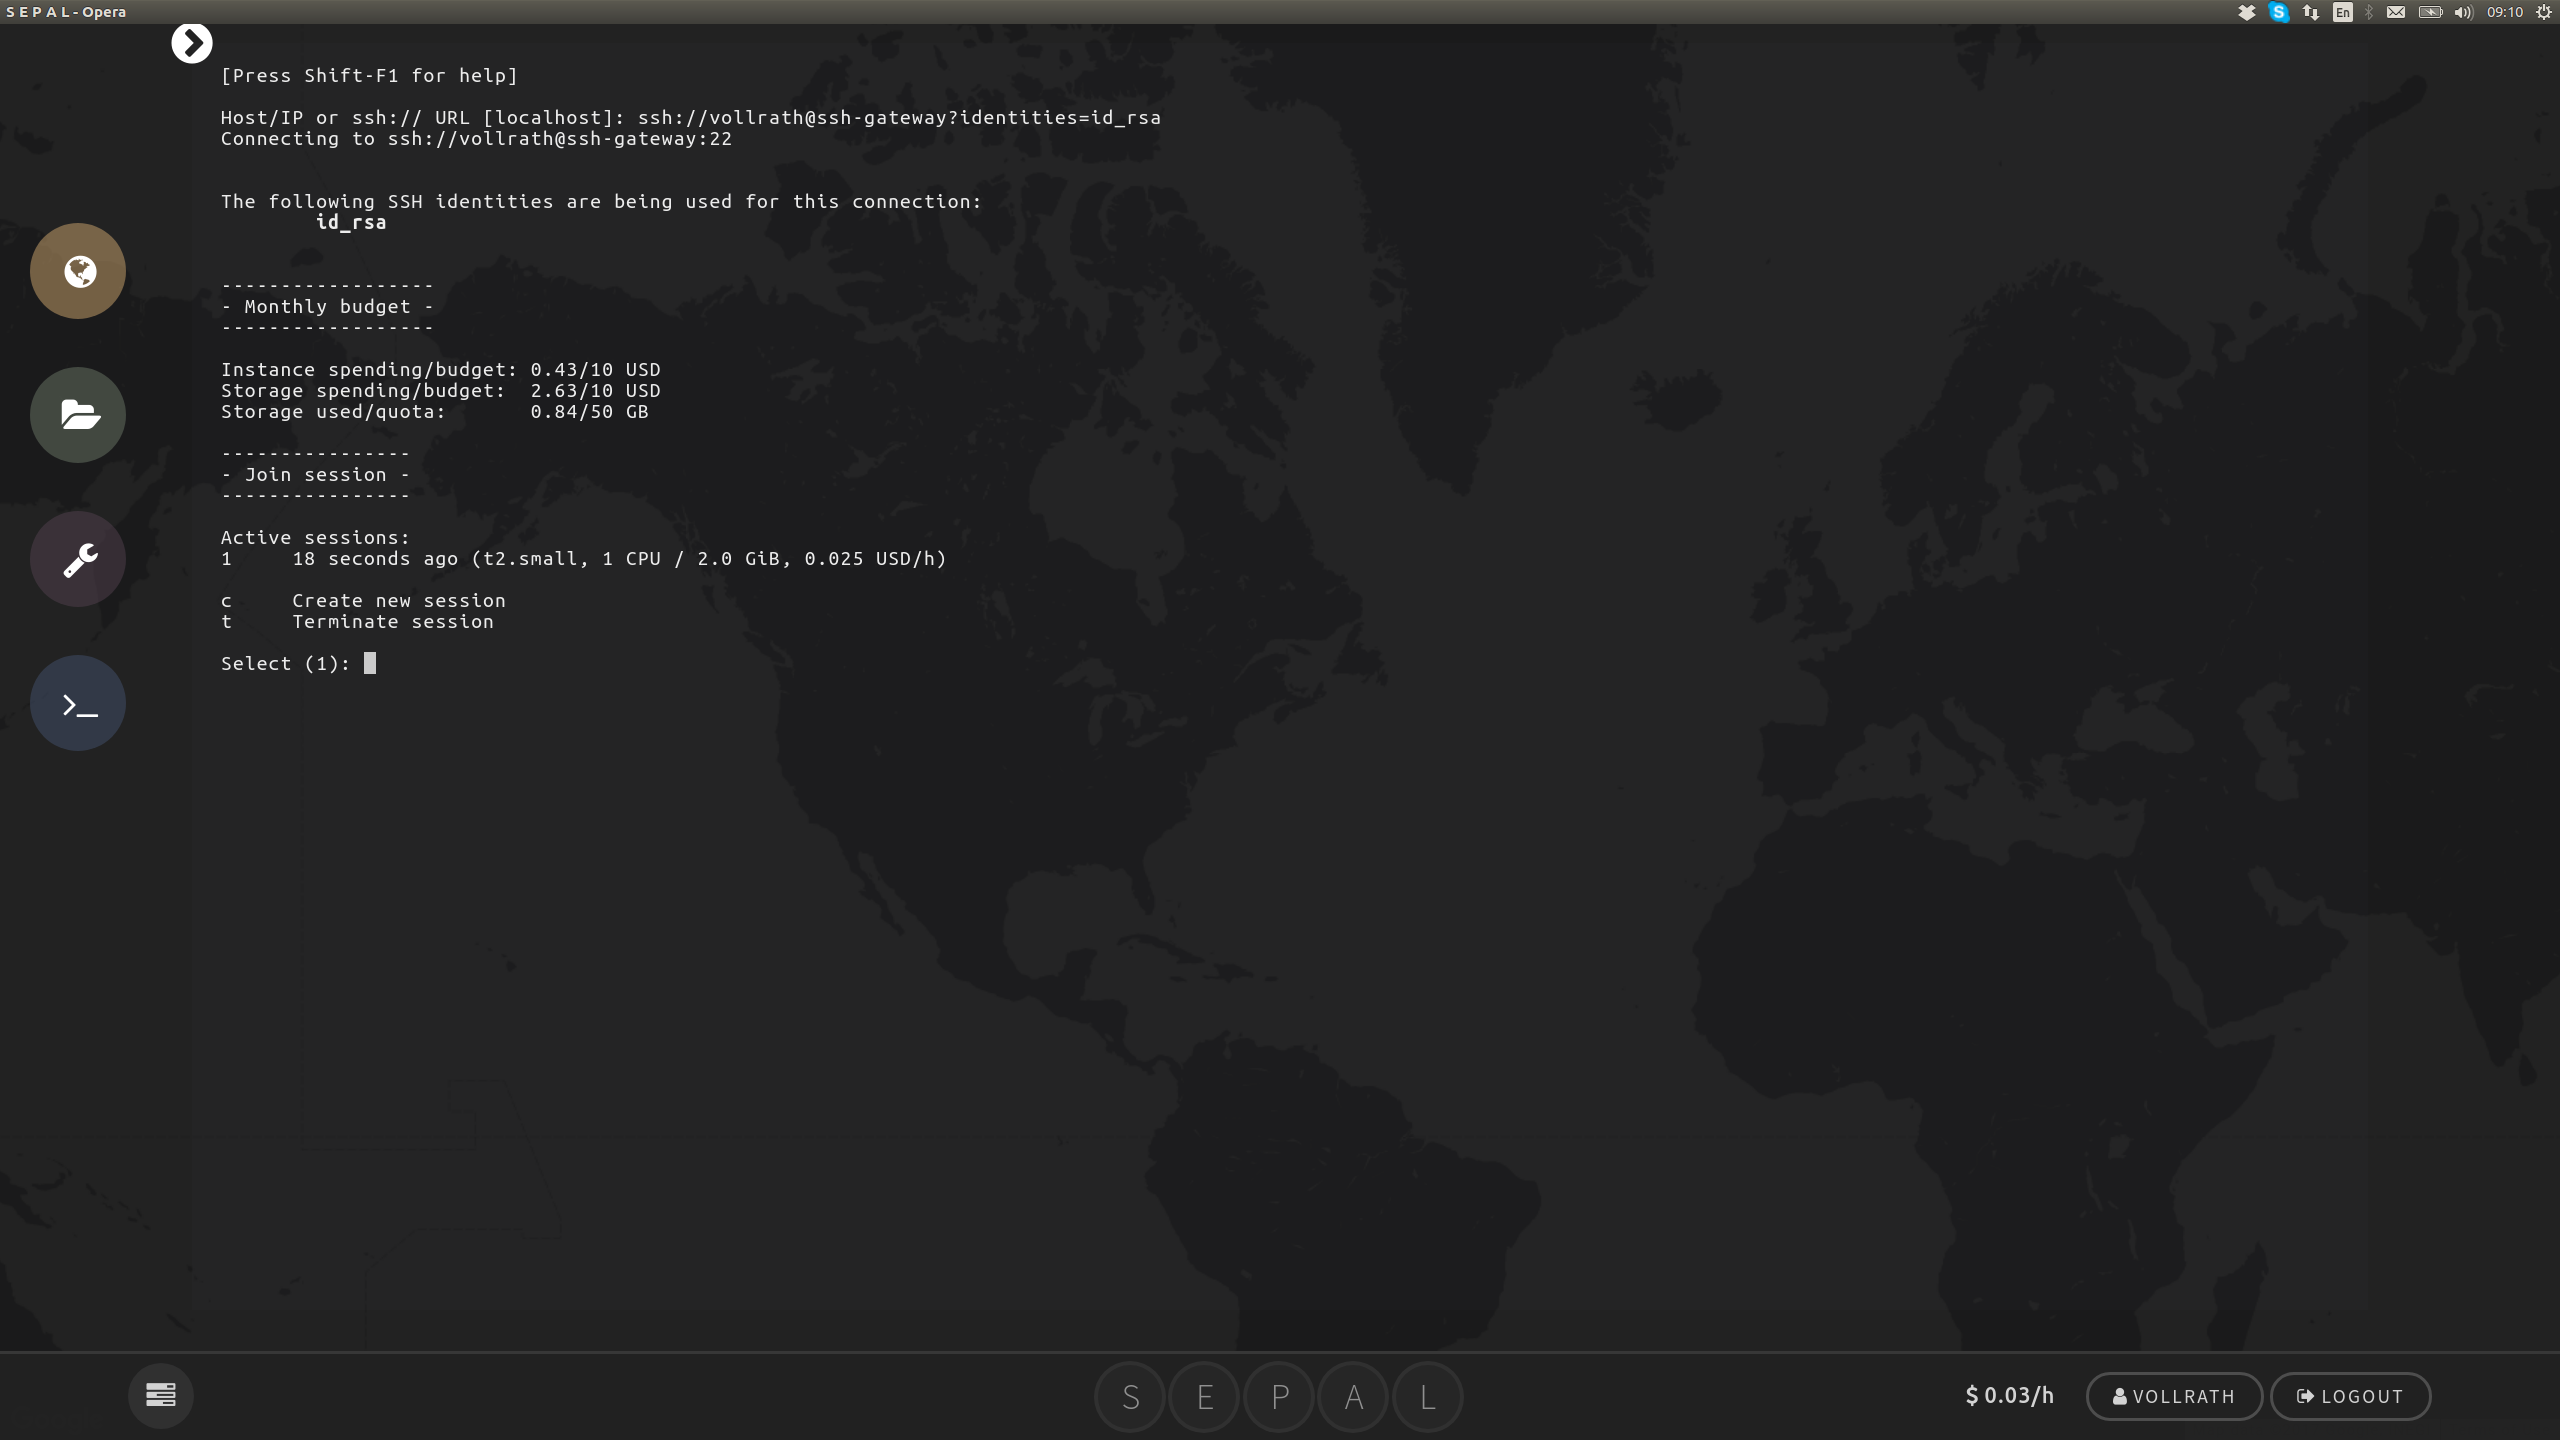 S E P A L - Opera
En
09:10
[Press Shift-F1 for help]
Host/IP or ssh:// URL [localhost]: ssh://vollrath@ssh-gateway?identities=id_rsa
Connecting to ssh://vollrath@ssh-gateway:22
The following SSH identities are being used for this connection:
id_rsa
------------------
- Monthly budget -
------------------
Instance spending/budget: 0.43/10 USD
Storage spending/budget:  2.63/10 USD
Storage used/quota:       0.84/50 GB
----------------
- Join session -
----------------
Active sessions:
1     18 seconds ago (t2.small, 1 CPU / 2.0 GiB, 0.025 USD/h)
c     Create new session
t     Terminate session
Select (1):
S E P A L
$ 0.03/h
VOLLRATH
LOGOUT